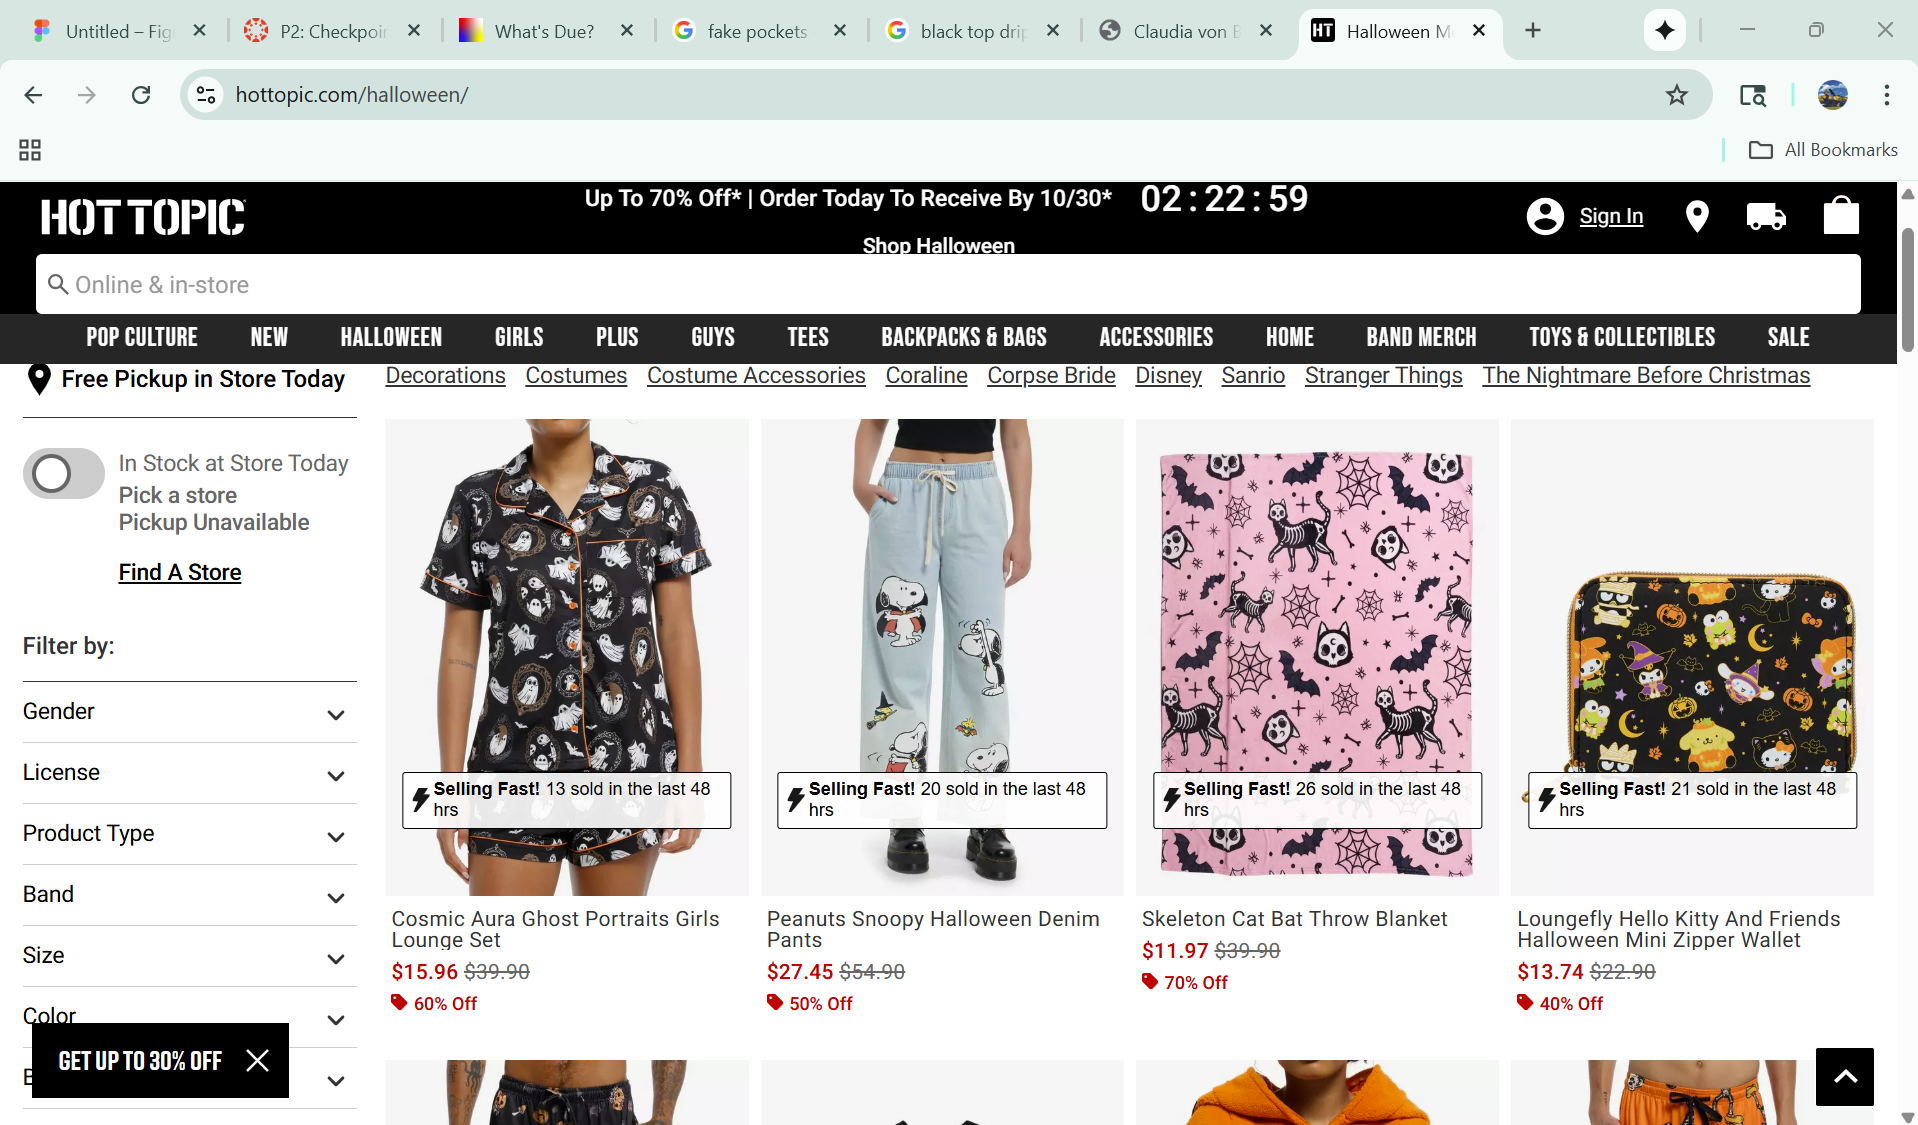 Untitled – Fig
P2: Checkpoin
What's Due?
fake pockets
black top drip
Claudia von B
HT Halloween M
hottopic.com/halloween/
All Bookmarks
HOT TOPIC
Up To 70% Off* | Order Today To Receive By 10/30*
02 : 22 : 59
Shop Halloween
Sign In
Online & in-store
POP CULTURE NEW HALLOWEEN GIRLS PLUS GUYS TEES BACKPACKS & BAGS ACCESSORIES HOME BAND MERCH TOYS & COLLECTIBLES SALE
Free Pickup in Store Today
Decorations Costumes Costume Accessories Coraline Corpse Bride Disney Sanrio Stranger Things The Nightmare Before Christmas
In Stock at Store Today
Pick a store
Pickup Unavailable
Find A Store
Filter by:
Gender
License
Product Type
Band
Size
Color
GET UP TO 30% OFF
Selling Fast! 13 sold in the last 48
hrs
Cosmic Aura Ghost Portraits Girls
Lounge Set
$15.96 $39.90
60% Off
Selling Fast! 20 sold in the last 48
hrs
Peanuts Snoopy Halloween Denim
Pants
$27.45 $54.90
50% Off
Selling Fast! 26 sold in the last 48
hrs
Skeleton Cat Bat Throw Blanket
$11.97 $39.90
70% Off
Selling Fast! 21 sold in the last 48
hrs
Loungefly Hello Kitty And Friends
Halloween Mini Zipper Wallet
$13.74 $22.90
40% Off